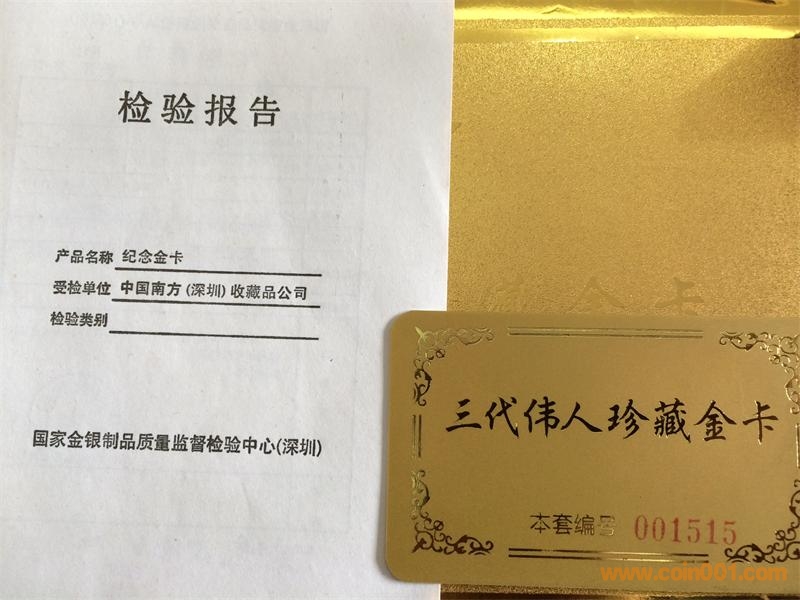 检验报告
产品名称 纪念金卡
受检单位 中国南方(深圳)收藏品公司
检验类别
国家金银制品质量监督检验中心(深圳)
金卡
三代伟人珍藏金卡
本套编号 001515
www.coin001.com